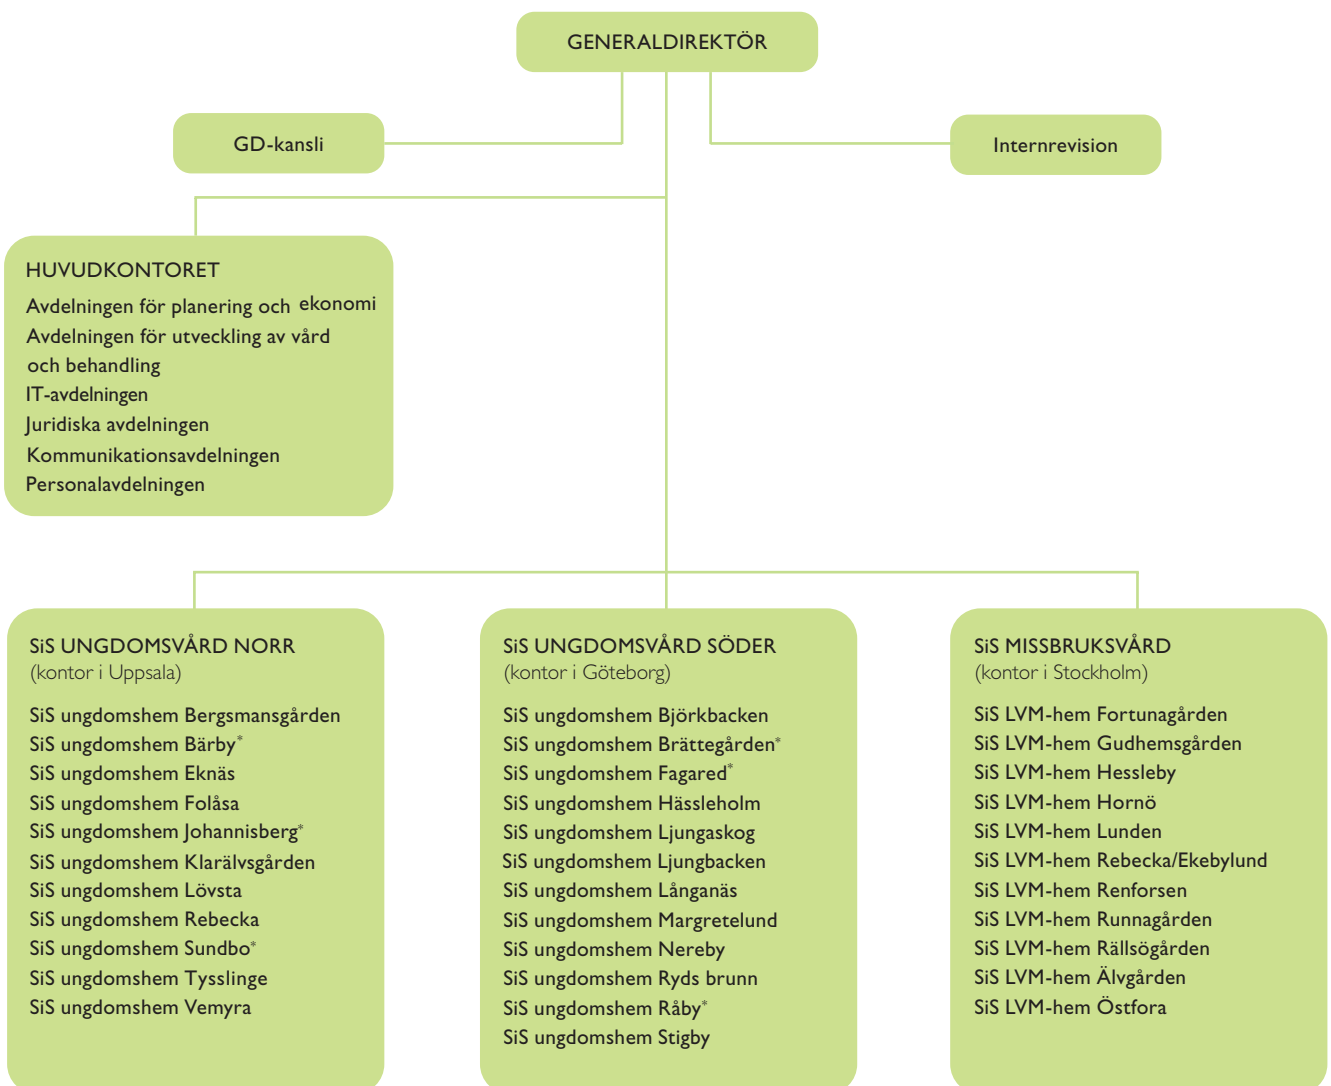 GENERALDIREKTÖR
GD-kansli
Internrevision
HUVUDKONTORET
Avdelningen för planering och ekonomi
Avdelningen för utveckling av vård
och behandling
IT-avdelningen
Juridiska avdelningen
Kommunikationsavdelningen
Personalavdelningen
SiS UNGDOMSVÅRD NORR
(kontor i Uppsala)
SiS ungdomshem Bergsmansgården
SiS ungdomshem Bärby*
SiS ungdomshem Eknäs
SiS ungdomshem Folåsa
SiS ungdomshem Johannisberg*
SiS ungdomshem Klarälvsgården
SiS ungdomshem Lövsta
SiS ungdomshem Rebecka
SiS ungdomshem Sundbo*
SiS ungdomshem Tysslinge
SiS ungdomshem Vemyra
SiS UNGDOMSVÅRD SÖDER
(kontor i Göteborg)
SiS ungdomshem Björkbacken
SiS ungdomshem Brättegården*
SiS ungdomshem Fagared*
SiS ungdomshem Hässleholm
SiS ungdomshem Ljungaskog
SiS ungdomshem Ljungbacken
SiS ungdomshem Långanäs
SiS ungdomshem Margretelund
SiS ungdomshem Nereby
SiS ungdomshem Ryds brunn
SiS ungdomshem Råby*
SiS ungdomshem Stigby
SiS MISSBRUKSVÅRD
(kontor i Stockholm)
SiS LVM-hem Fortunagården
SiS LVM-hem Gudhemsgården
SiS LVM-hem Hessleby
SiS LVM-hem Hornö
SiS LVM-hem Lunden
SiS LVM-hem Rebecka/Ekebylund
SiS LVM-hem Renforsen
SiS LVM-hem Runnagården
SiS LVM-hem Rällsögården
SiS LVM-hem Älvgården
SiS LVM-hem Östfora